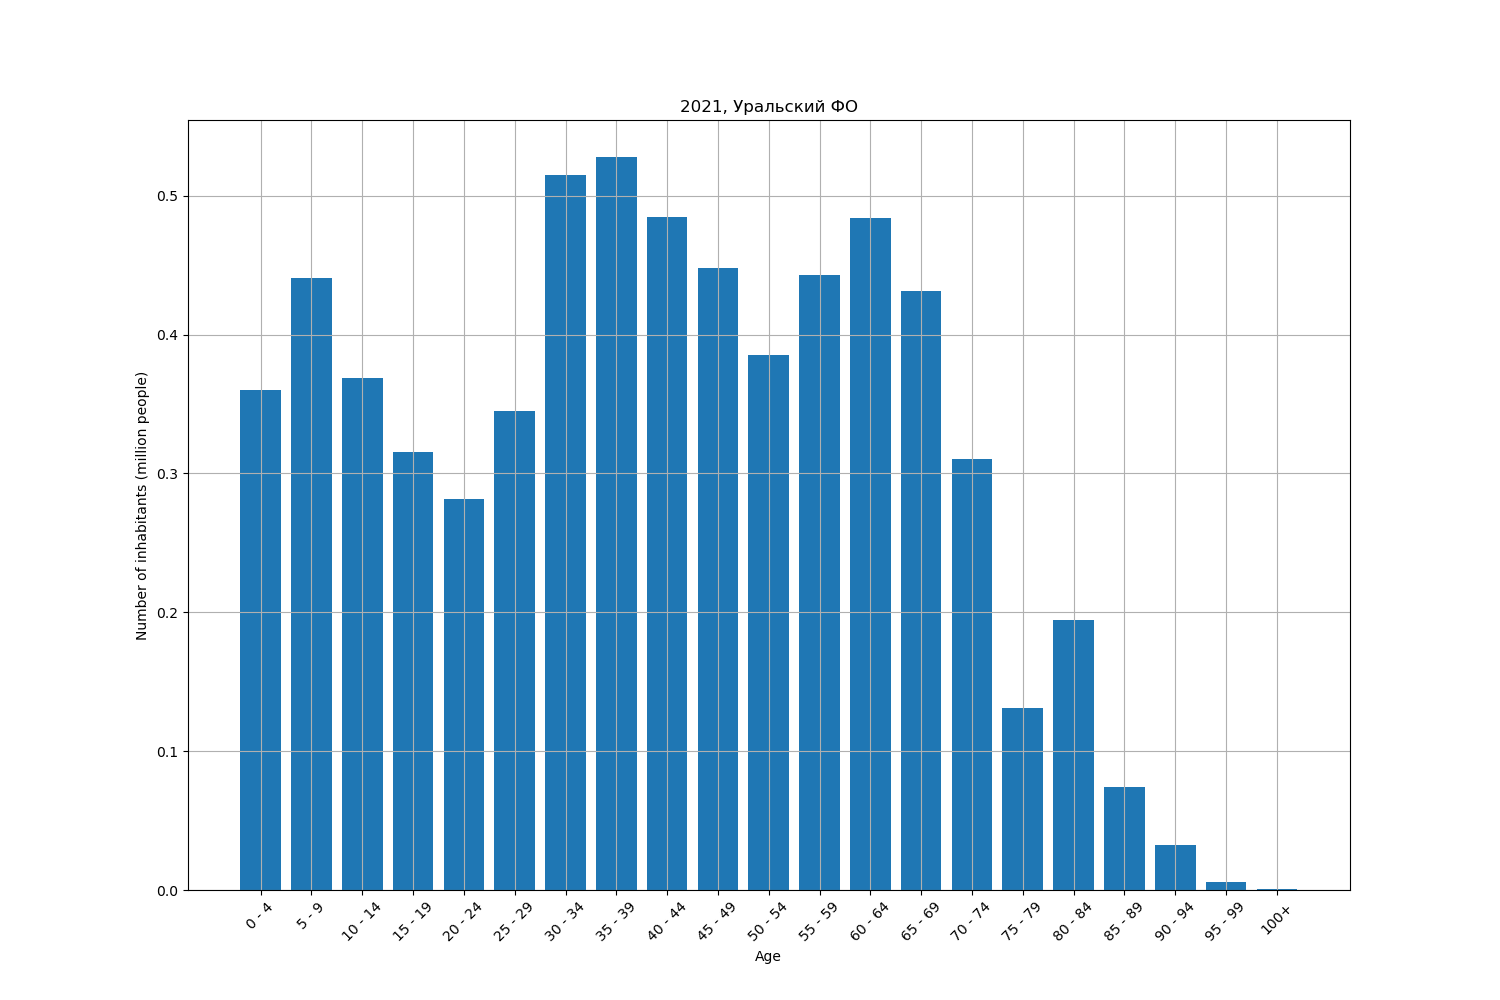 2021, Уральский ФО
Number of inhabitants (million people)
0.5
0.4
0.3
0.2
0.1
0.0
0 - 4
5 - 9
10 - 14
15 - 19
20 - 24
25 - 29
30 - 34
35 - 39
40 - 44
45 - 49
50 - 54
55 - 59
60 - 64
65 - 69
70 - 74
75 - 79
80 - 84
85 - 89
90 - 94
95 - 99
100+
Age